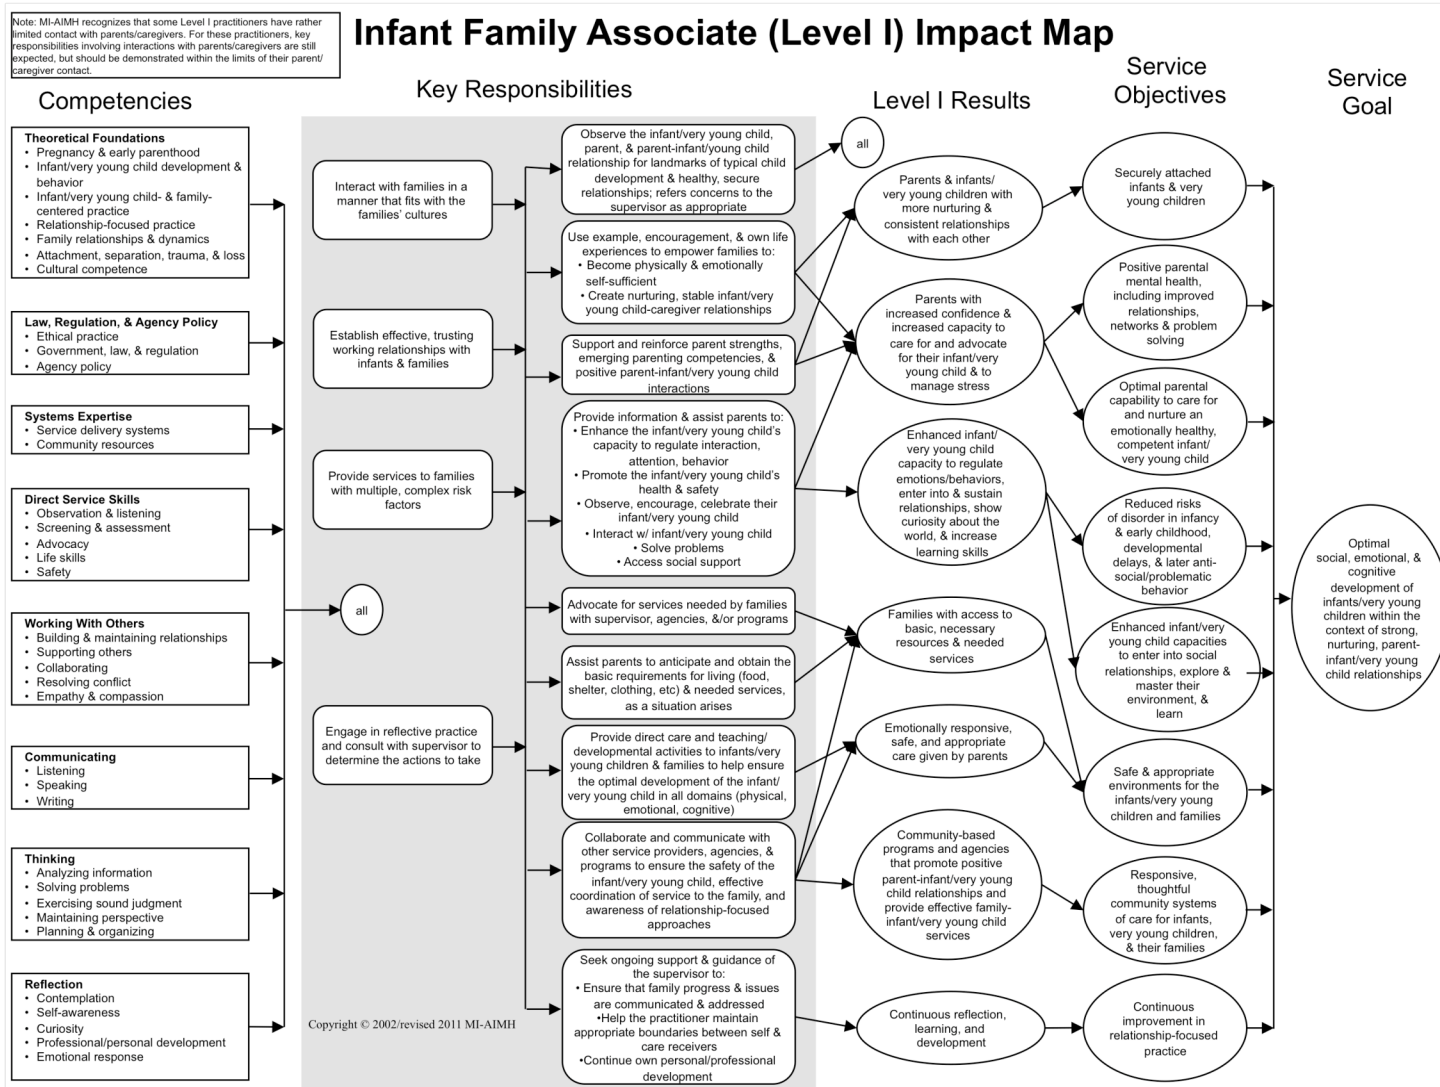 Note: MI-AIMH recognizes that some Level I practitioners have rather
limited contact with parents/caregivers. For these practitioners, key
responsibilities involving interactions with parents/caregivers are still
expected, but should be demonstrated within the limits of their parent/
caregiver contact.
Infant Family Associate (Level I) Impact Map
Competencies
Theoretical Foundations
• Pregnancy & early parenthood
• Infant/very young child development &
behavior
• Infant/very young child- & family-
centered practice
• Relationship-focused practice
• Family relationships & dynamics
• Attachment, separation, trauma, & loss
• Cultural competence
Law, Regulation, & Agency Policy
• Ethical practice
• Government, law, & regulation
• Agency policy
Systems Expertise
• Service delivery systems
• Community resources
Direct Service Skills
• Observation & listening
• Screening & assessment
• Advocacy
• Life skills
• Safety
Working With Others
• Building & maintaining relationships
• Supporting others
• Collaborating
• Resolving conflict
• Empathy & compassion
Communicating
• Listening
• Speaking
• Writing
Thinking
• Analyzing information
• Solving problems
• Exercising sound judgment
• Maintaining perspective
• Planning & organizing
Reflection
• Contemplation
• Self-awareness
• Curiosity
• Professional/personal development
• Emotional response
all
Key Responsibilities
Interact with families in a
manner that fits with the
families' cultures
Establish effective, trusting
working relationships with
infants & families
Provide services to families
with multiple, complex risk
factors
Engage in reflective practice
and consult with supervisor to
determine the actions to take
Copyright © 2002/revised 2011 MI-AIMH
Observe the infant/very young child,
parent, & parent-infant/young child
relationship for landmarks of typical child
development & healthy, secure
relationships; refers concerns to the
supervisor as appropriate
Use example, encouragement, & own life
experiences to empower families to:
• Become physically & emotionally
self-sufficient
• Create nurturing, stable infant/very
young child-caregiver relationships
Support and reinforce parent strengths,
emerging parenting competencies, &
positive parent-infant/very young child
interactions
Provide information & assist parents to:
• Enhance the infant/very young child's
capacity to regulate interaction,
attention, behavior
• Promote the infant/very young child's
health & safety
• Observe, encourage, celebrate their
infant/very young child
• Interact w/ infant/very young child
• Solve problems
• Access social support
Advocate for services needed by families
with supervisor, agencies, &/or programs
Assist parents to anticipate and obtain the
basic requirements for living (food,
shelter, clothing, etc) & needed services,
as a situation arises
Provide direct care and teaching/
developmental activities to infants/very
young children & families to help ensure
the optimal development of the infant/
very young child in all domains (physical,
emotional, cognitive)
Collaborate and communicate with
other service providers, agencies, &
programs to ensure the safety of the
infant/very young child, effective
coordination of service to the family, and
awareness of relationship-focused
approaches
Seek ongoing support & guidance of
the supervisor to:
• Ensure that family progress & issues
are communicated & addressed
•Help the practitioner maintain
appropriate boundaries between self &
care receivers
•Continue own personal/professional
development
all
Level I Results
Parents & infants/
very young children with
more nurturing &
consistent relationships
with each other
Parents with
increased confidence &
increased capacity to
care for and advocate
for their infant/very
young child & to
manage stress
Enhanced infant/
very young child
capacity to regulate
emotions/behaviors,
enter into & sustain
relationships, show
curiosity about the
world, & increase
learning skills
Families with access to
basic, necessary
resources & needed
services
Emotionally responsive,
safe, and appropriate
care given by parents
Community-based
programs and agencies
that promote positive
parent-infant/very young
child relationships and
provide effective family-
infant/very young child
services
Continuous reflection,
learning, and
development
Service
Objectives
Securely attached
infants & very
young children
Positive parental
mental health,
including improved
relationships,
networks & problem
solving
Optimal parental
capability to care for
and nurture an
emotionally healthy,
competent infant/
very young child
Reduced risks
of disorder in infancy
& early childhood,
developmental
delays, & later anti-
social/problematic
behavior
Enhanced infant/very
young child capacities
to enter into social
relationships, explore &
master their
environment, &
learn
Safe & appropriate
environments for the
infants/very young
children and families
Responsive,
thoughtful
community systems
of care for infants,
very young children,
& their families
Continuous
improvement in
relationship-focused
practice
Service
Goal
Optimal
social, emotional, &
cognitive
development of
infants/very young
children within the
context of strong,
nurturing, parent-
infant/very young
child relationships